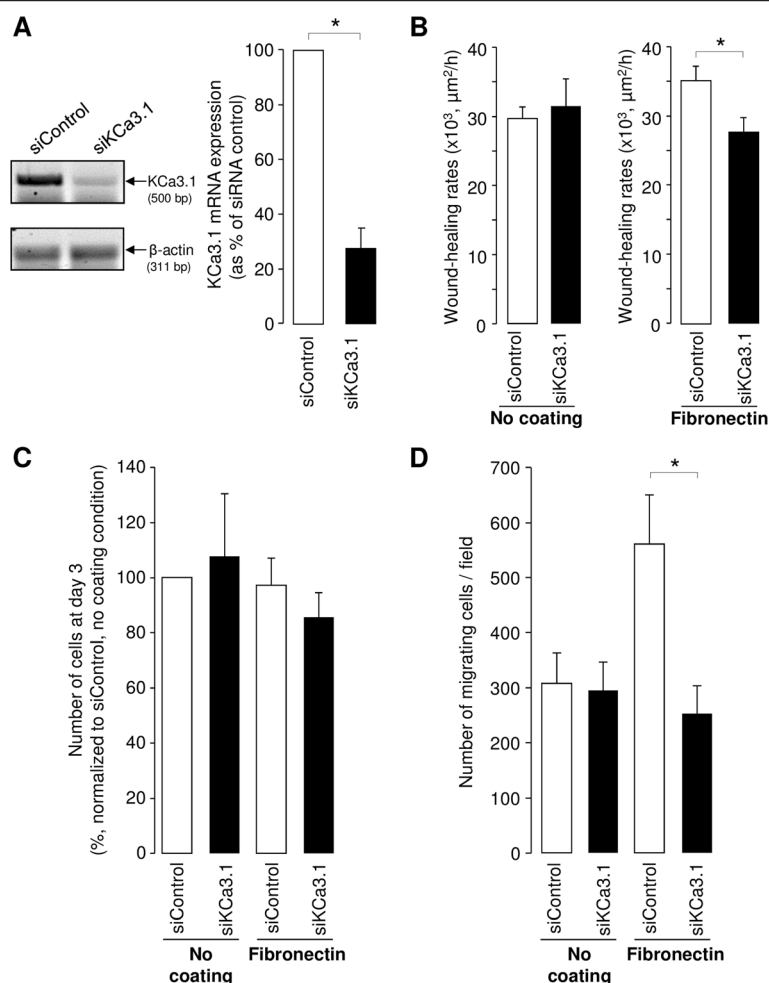 A
siControl
siKCa3.1
KCa3.1
(500 bp)
β-actin
(311 bp)
KCa3.1 mRNA expression
(as % of siRNA control)
100
80
60
40
20
0
*
siControl
siKCa3.1
B
Wound-healing rates (x10³, µm²/h)
40
30
20
10
0
siControl
siKCa3.1
No coating
Wound-healing rates (x10³, µm²/h)
40
30
20
10
0
*
siControl
siKCa3.1
Fibronectin
C
Number of cells at day 3
(%, normalized to siControl, no coating condition)
140
120
100
80
60
40
20
0
siControl
siKCa3.1
siControl
siKCa3.1
No
coating
Fibronectin
D
Number of migrating cells / field
700
600
500
400
300
200
100
0
*
siControl
siKCa3.1
siControl
siKCa3.1
No
coating
Fibronectin